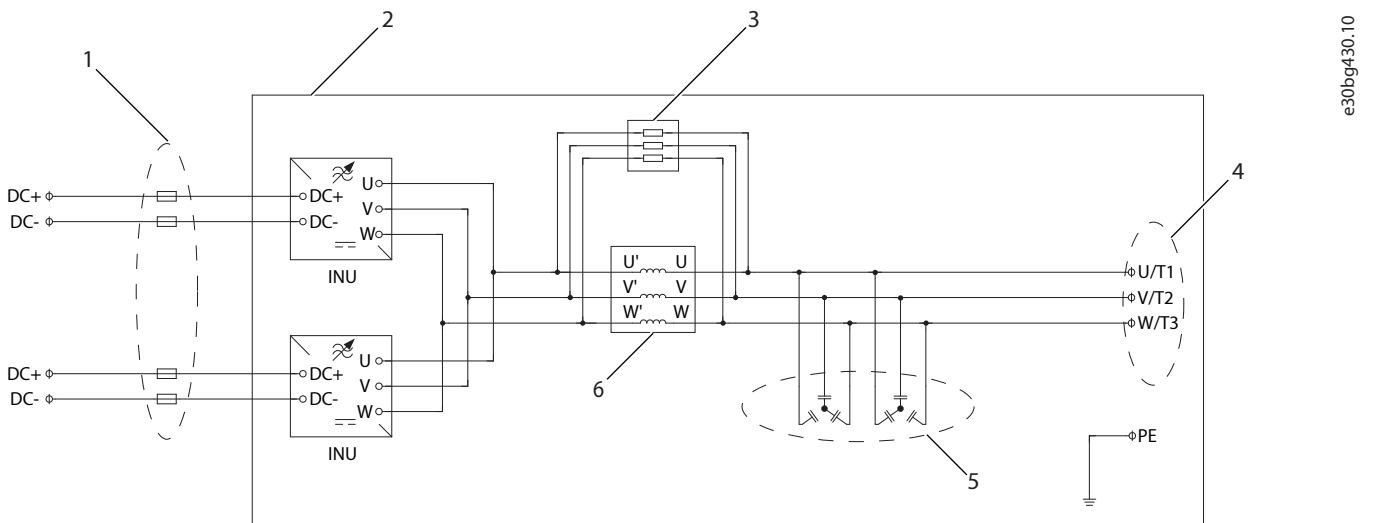 1
2
3
e30bg430.10
4
DC+
DC-
DC+
DC-
U
V
W
INU
U' U
V' V
W' W
6
U/T1
V/T2
W/T3
DC+
DC-
DC+
DC-
U
V
W
INU
5
PE